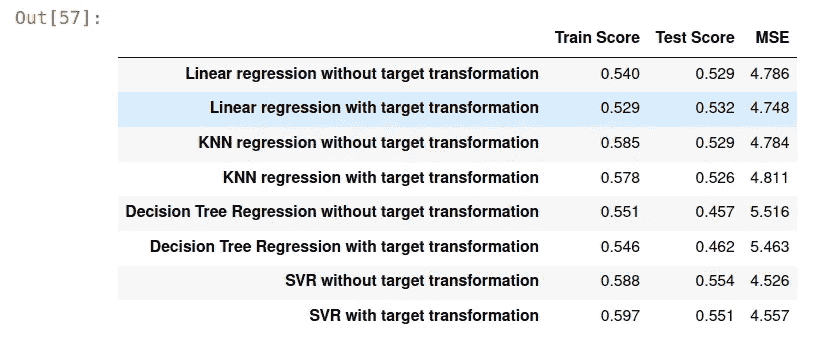 Out[57]:
Train Score Test Score MSE
Linear regression without target transformation 0.540 0.529 4.786
Linear regression with target transformation 0.529 0.532 4.748
KNN regression without target transformation 0.585 0.529 4.784
KNN regression with target transformation 0.578 0.526 4.811
Decision Tree Regression without target transformation 0.551 0.457 5.516
Decision Tree Regression with target transformation 0.546 0.462 5.463
SVR without target transformation 0.588 0.554 4.526
SVR with target transformation 0.597 0.551 4.557